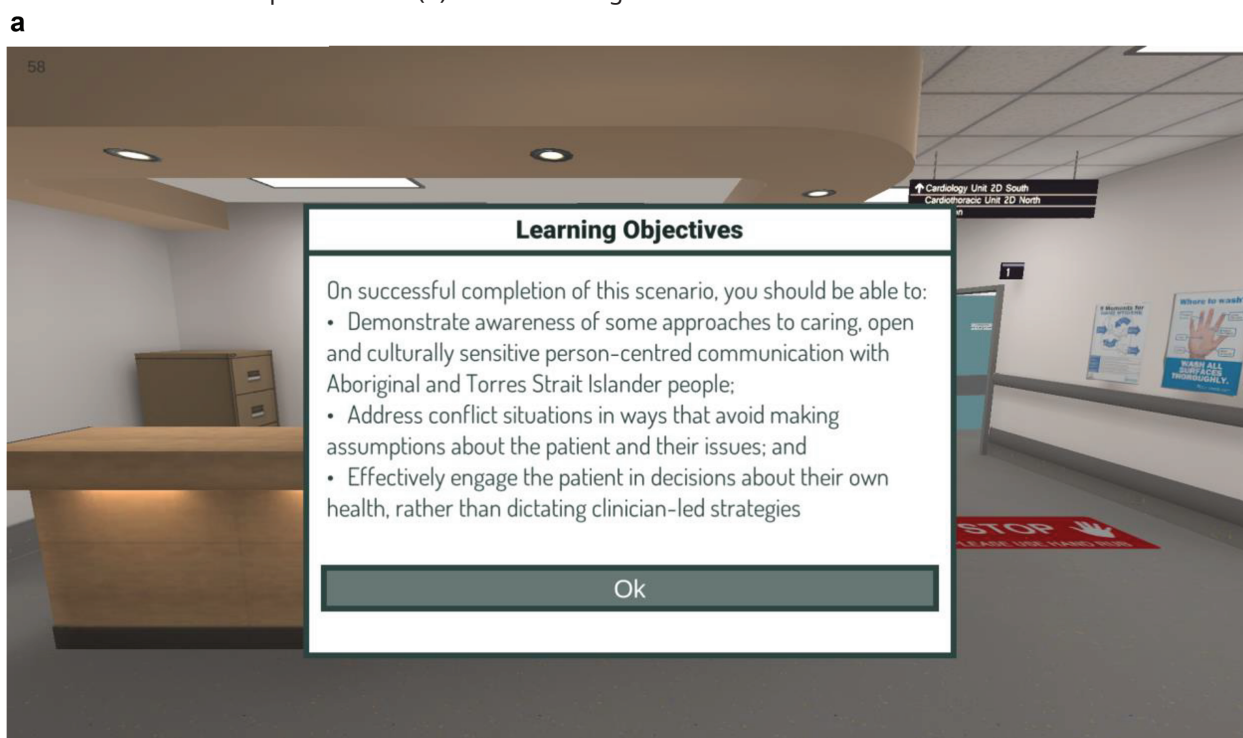 a
58
Cardiology Unit 2D South
Cardiothoracic Unit 2D North
1
Learning Objectives
On successful completion of this scenario, you should be able to:
• Demonstrate awareness of some approaches to caring, open
and culturally sensitive person-centred communication with
Aboriginal and Torres Strait Islander people;
• Address conflict situations in ways that avoid making
assumptions about the patient and their issues; and
• Effectively engage the patient in decisions about their own
health, rather than dictating clinician-led strategies
Ok
Where to wash
WASH ALL
SURFACES
THOROUGHLY.
STOP
PLEASE USE HAND RUB